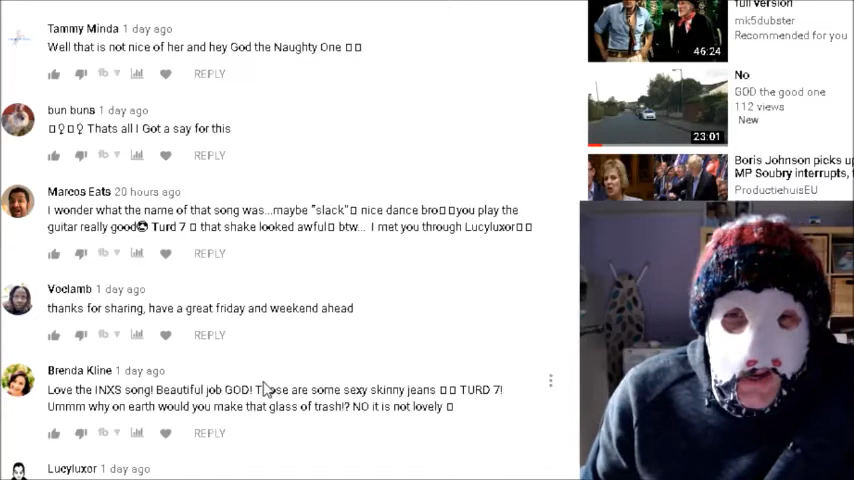 Tammy Minda 1 day ago
Well that is not nice of her and hey God the Naughty One
REPLY
bun buns 1 day ago
Thats all I Got a say for this
REPLY
Marcos Eats 20 hours ago
I wonder what the name of that song was...maybe "slack" nice dance bro you play the
guitar really good Turd 7 that shake looked awful btw... I met you through Lucyluxor
REPLY
Voclamb 1 day ago
thanks for sharing, have a great friday and weekend ahead
REPLY
Brenda Kline 1 day ago
Love the INXS song! Beautiful job GOD! These are some sexy skinny jeans TURD 7!
Ummm why on earth would you make that glass of trash!? NO it is not lovely
REPLY
Lucyluxor 1 day ago
full version
mk5dubster
Recommended for you
46:24
No
GOD the good one
112 views
New
23:01
Boris Johnson picks up
MP Soubry interrupts,
ProductiehuisEU